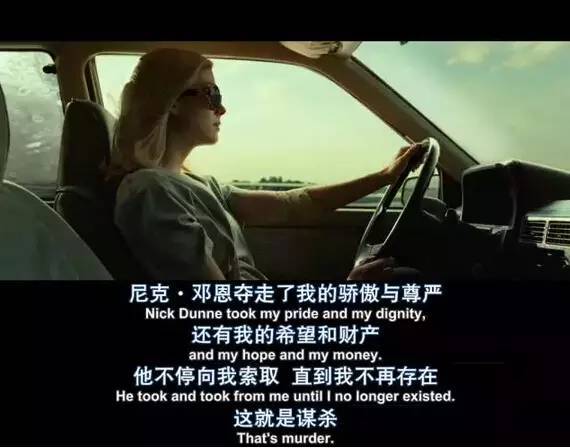 尼克·邓恩夺走了我的骄傲与尊严
Nick Dunne took my pride and my dignity,
还有我的希望和财产
and my hope and my money.
他不停向我索取 直到我不再存在
He took and took from me until I no longer existed.
这就是谋杀
That's murder.